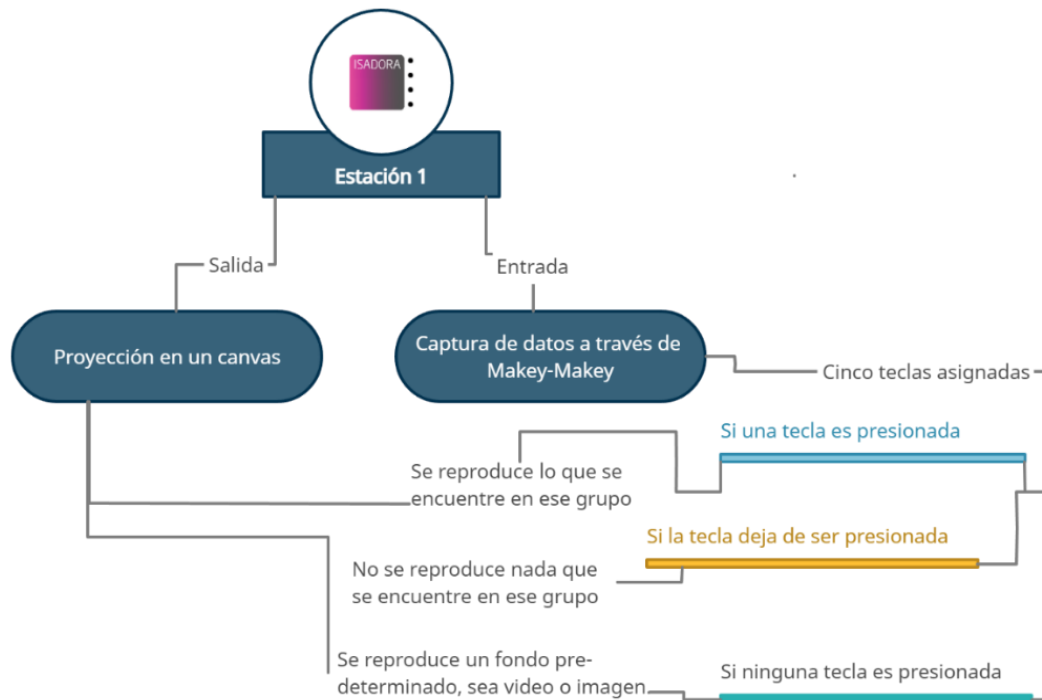 ISADORA
Estación 1
Salida
Entrada
Proyección en un canvas
Captura de datos a través de
Makey-Makey
Cinco teclas asignadas
Si una tecla es presionada
Se reproduce lo que se
encuentre en ese grupo
Si la tecla deja de ser presionada
No se reproduce nada que
se encuentre en ese grupo
Se reproduce un fondo pre-
determinado, sea video o imagen
Si ninguna tecla es presionada